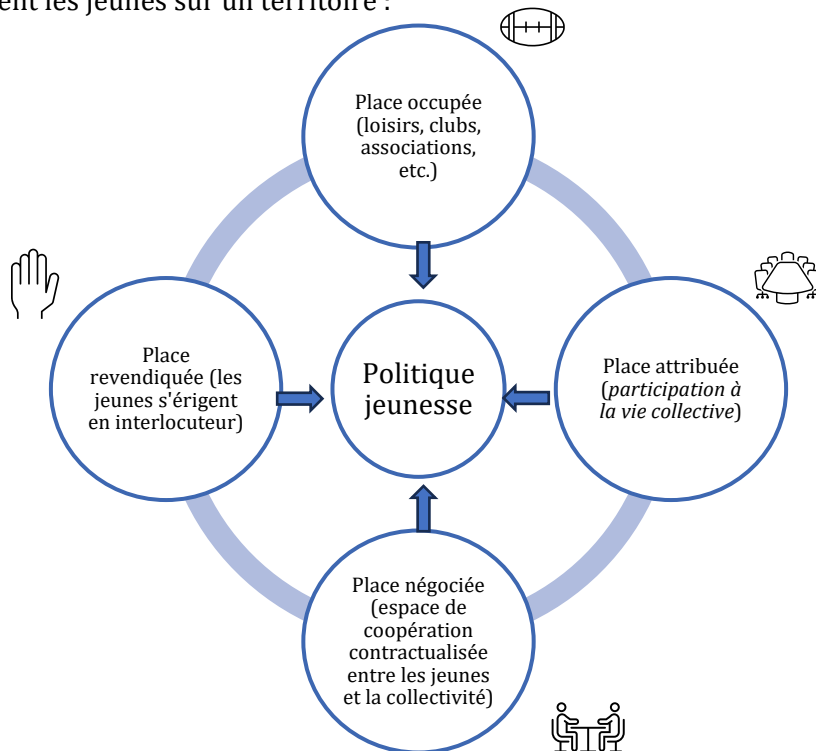 ent les jeunes sur un territoire :
Place occupée
(loisirs, clubs,
associations,
etc.)
Place
revendiquée (les
jeunes s'érigent
en interlocuteur)
Politique
jeunesse
Place attribuée
(participation à
la vie collective)
Place négociée
(espace de
coopération
contractualisée
entre les jeunes
et la collectivité)